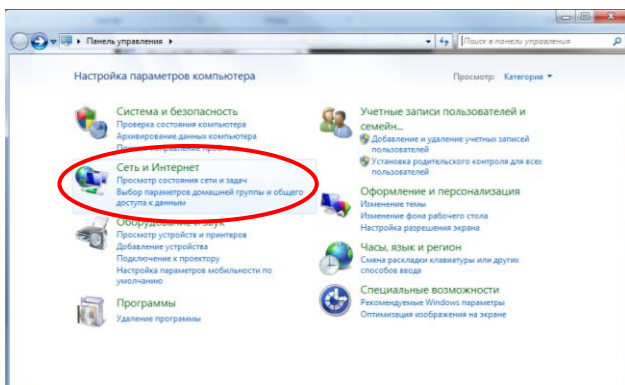 Панель управления
Поиск в панели управления
Настройка параметров компьютера
Просмотр: Категория
Система и безопасность
Проверка состояния компьютера
Архивирование данных компьютера
Сеть и Интернет
Просмотр состояния сети и задач
Выбор параметров домашней группы и общего
доступа к данным
Оборудование и звук
Просмотр устройств и принтеров
Добавление устройства
Подключение к проектору
Настройка параметров мобильности по
умолчанию
Программы
Удаление программы
Учетные записи пользователей и
семейн...
Добавление и удаление учетных записей
пользователей
Установка родительского контроля для всех
пользователей
Оформление и персонализация
Изменение темы
Изменение фона рабочего стола
Настройка разрешения экрана
Часы, язык и регион
Смена раскладки клавиатуры или других
способов ввода
Специальные возможности
Рекомендуемые Windows параметры
Оптимизация изображения на экране